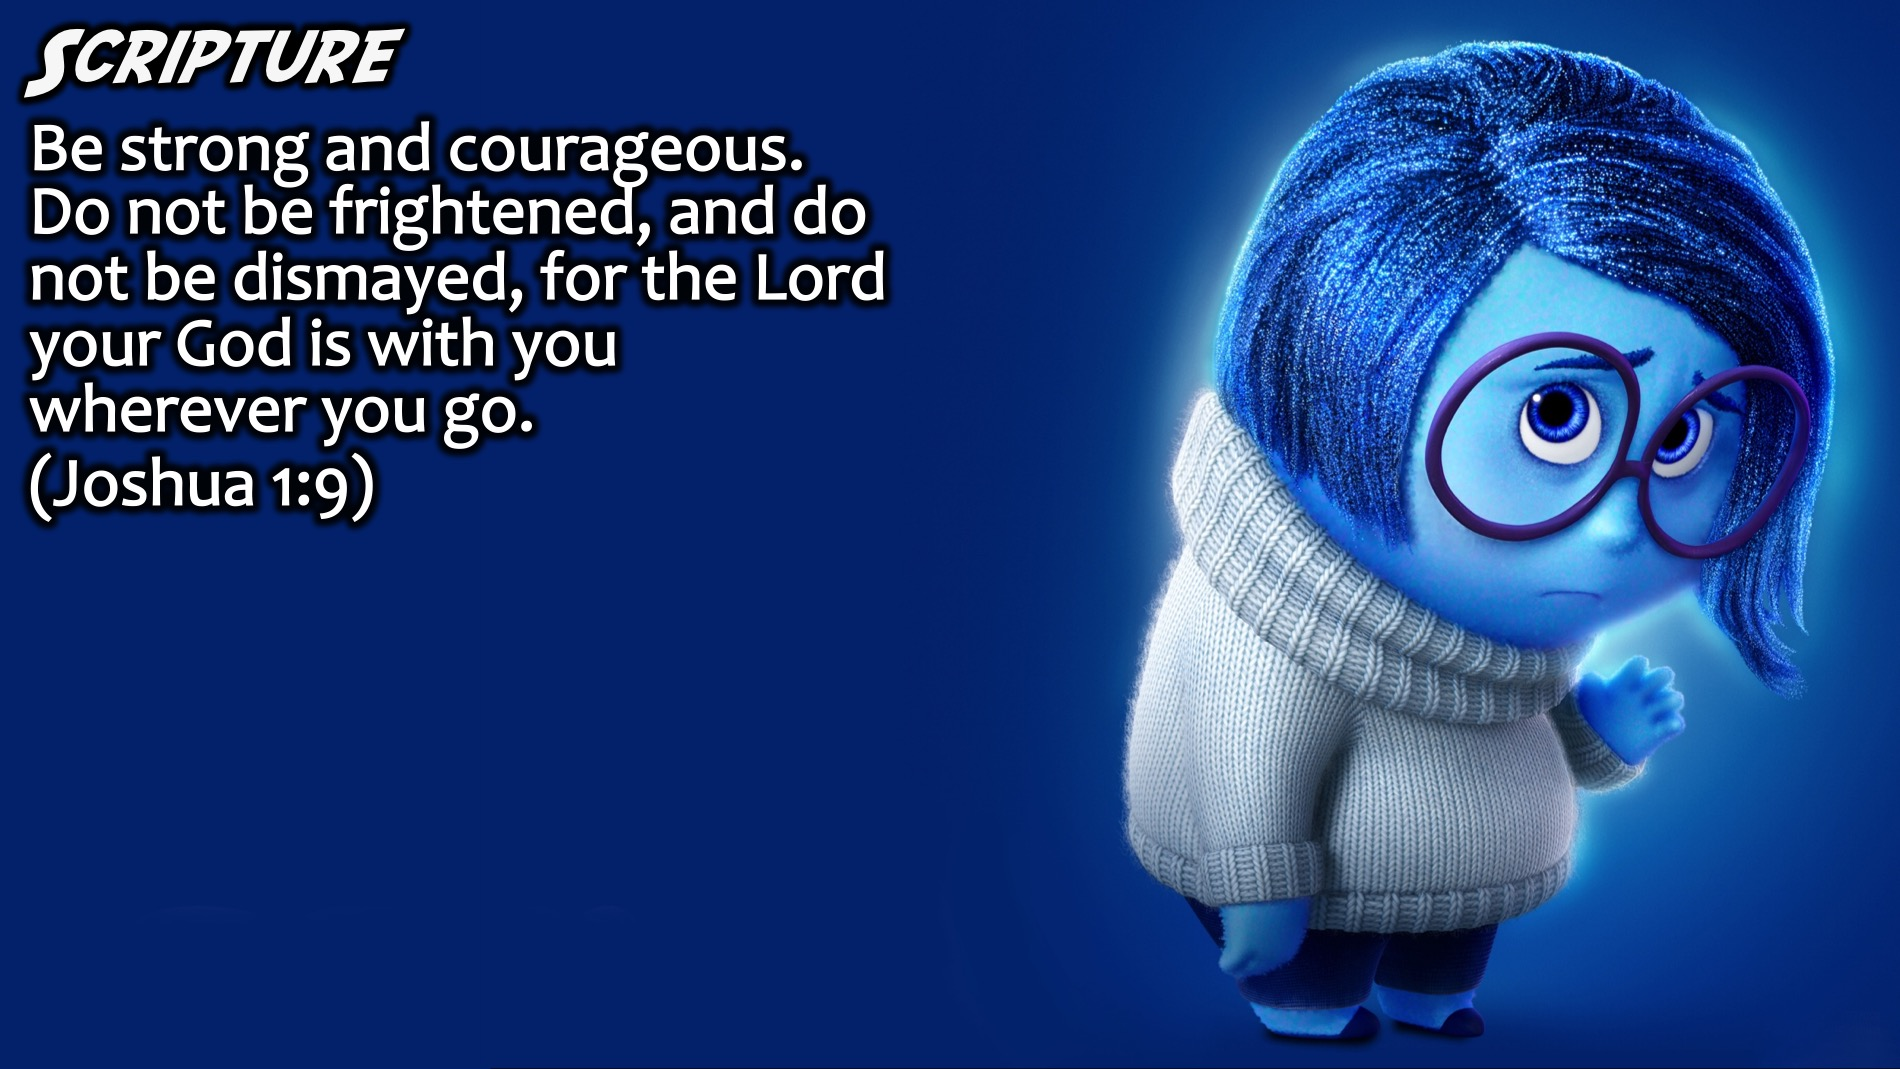 SCRIPTURE
Be strong and courageous.
Do not be frightened, and do
not be dismayed, for the Lord
your God is with you
wherever you go.
(Joshua 1:9)